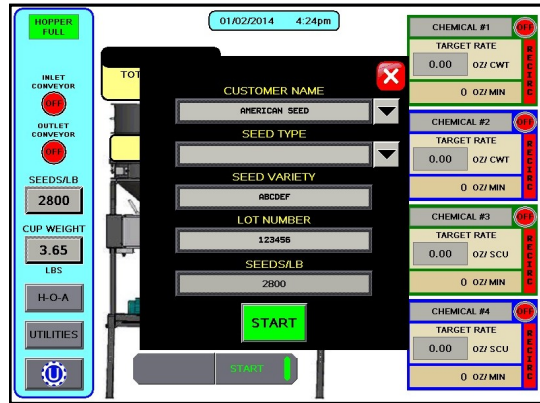 HOPPER
FULL
01/02/2014 4:24pm
INLET
CONVEYOR
OFF
OUTLET
CONVEYOR
OFF
SEEDS/LB
2800
CUP WEIGHT
3.65
LBS
H-O-A
UTILITIES
U
TOT
CUSTOMER NAME
AMERICAN SEED
SEED TYPE
SEED VARIETY
ABCDEF
LOT NUMBER
123456
SEEDS/LB
2800
START
START
CHEMICAL #1
OFF
TARGET RATE
0.00 OZ/ CWT
0 OZ/ MIN
RECIRC
CHEMICAL #2
OFF
TARGET RATE
0.00 OZ/ CWT
0 OZ/ MIN
RECIRC
CHEMICAL #3
OFF
TARGET RATE
0.00 OZ/ SCU
0 OZ/ MIN
RECIRC
CHEMICAL #4
OFF
TARGET RATE
0.00 OZ/ SCU
0 OZ/ MIN
RECIRC